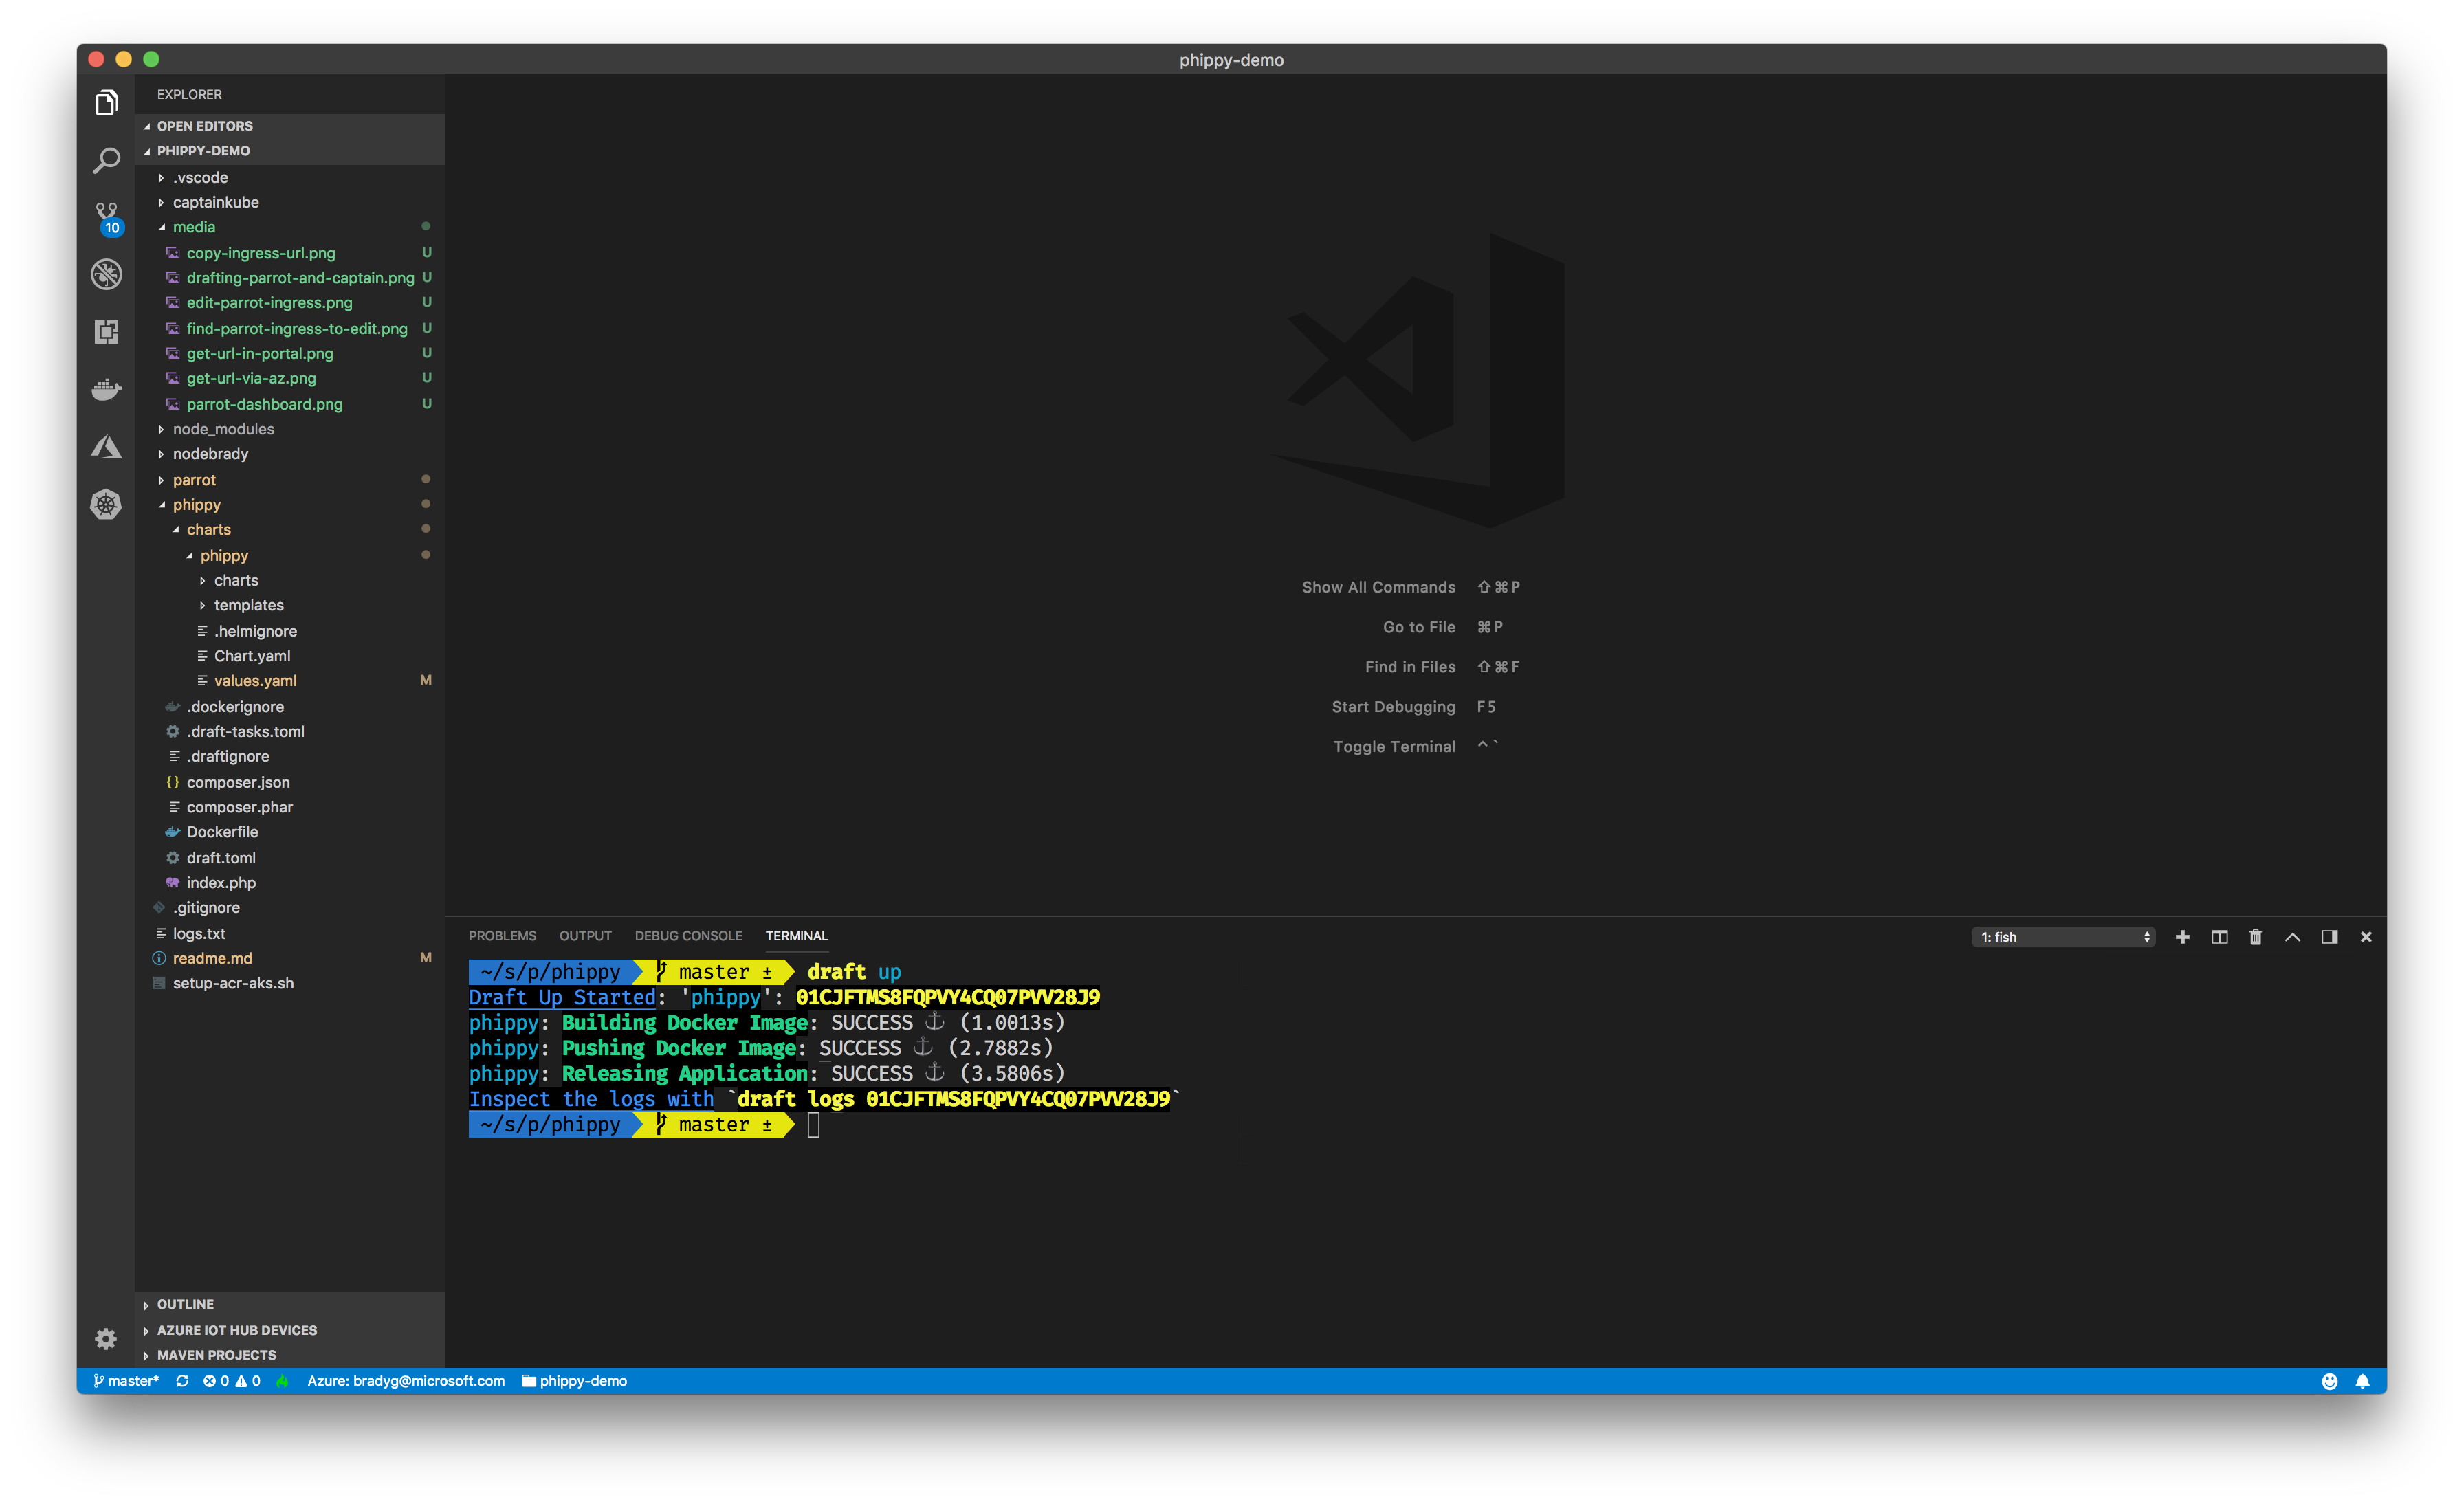 phippy-demo
EXPLORER
OPEN EDITORS
PHIPPY-DEMO
.vscode
captainkube
media
copy-ingress-url.png U
drafting-parrot-and-captain.png U
edit-parrot-ingress.png U
find-parrot-ingress-to-edit.png U
get-url-in-portal.png U
get-url-via-az.png U
parrot-dashboard.png U
node_modules
nodebrady
parrot
phippy
charts
phippy
charts
templates
.helmignore
Chart.yaml
values.yaml M
.dockerignore
.draft-tasks.toml
.draftignore
composer.json
composer.phar
Dockerfile
draft.toml
index.php
.gitignore
logs.txt
readme.md M
setup-acr-aks.sh
OUTLINE
AZURE IOT HUB DEVICES
MAVEN PROJECTS
10
Show All Commands ⇧⌘P
Go to File ⌘P
Find in Files ⇧⌘F
Start Debugging F5
Toggle Terminal ^`
PROBLEMS OUTPUT DEBUG CONSOLE TERMINAL 1: fish
~/s/p/phippy master ± draft up
Draft Up Started: 'phippy': 01CJFTMS8FQPVY4CQ07PVV28J9
phippy: Building Docker Image: SUCCESS ⚓ (1.0013s)
phippy: Pushing Docker Image: SUCCESS ⚓ (2.7882s)
phippy: Releasing Application: SUCCESS ⚓ (3.5806s)
Inspect the logs with `draft logs 01CJFTMS8FQPVY4CQ07PVV28J9`
~/s/p/phippy master ±
master* 0 0 Azure: bradyg@microsoft.com phippy-demo